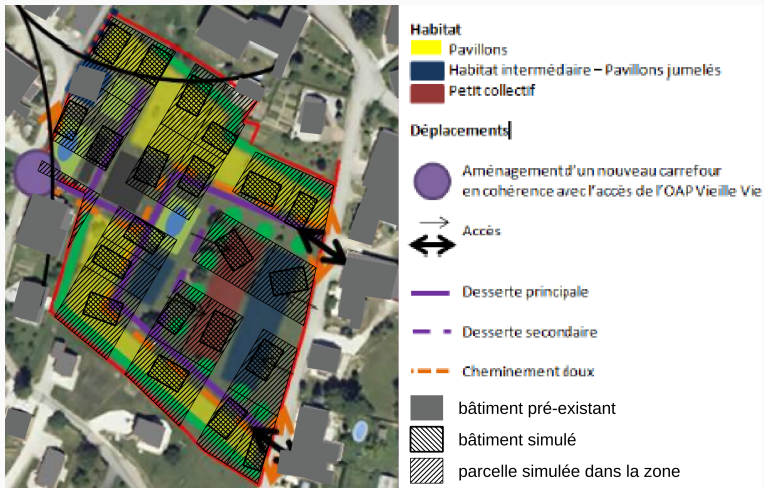 Habitat
Pavillons
Habitat intermédaire – Pavillons jumelés
Petit collectif
Déplacements
Aménagement d'un nouveau carrefour
en cohérence avec l'accès de l'OAP Vieille Vie
Accès
Desserte principale
Desserte secondaire
Cheminement doux
bâtiment pré-existant
bâtiment simulé
parcelle simulée dans la zone